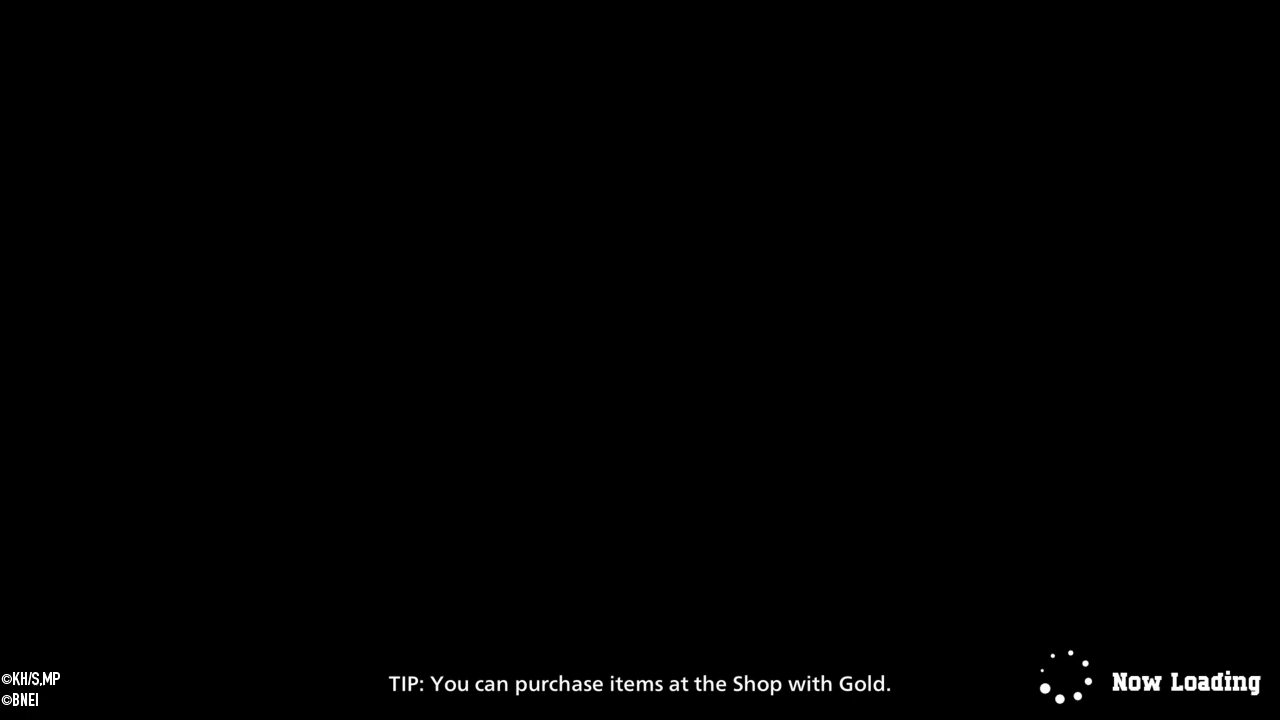 TIP: You can purchase items at the Shop with Gold.
Now Loading
©KH/S,MP
©BNEI